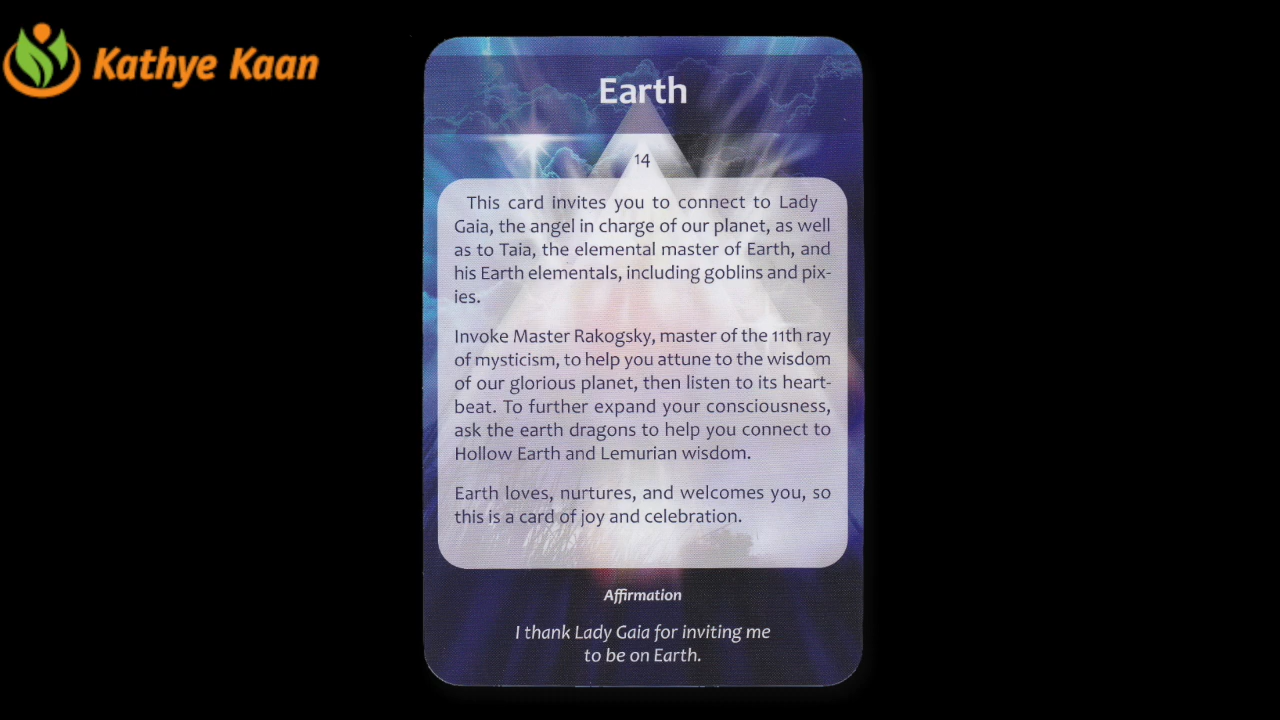 Kathye Kaan
Earth
14
This card invites you to connect to Lady
Gaia, the angel in charge of our planet, as well
as to Taia, the elemental master of Earth, and
his Earth elementals, including goblins and pix-
ies.
Invoke Master Rakogsky, master of the 11th ray
of mysticism, to help you attune to the wisdom
of our glorious planet, then listen to its heart-
beat. To further expand your consciousness,
ask the earth dragons to help you connect to
Hollow Earth and Lemurian wisdom.
Earth loves, nurtures, and welcomes you, so
this is a card of joy and celebration.
Affirmation
I thank Lady Gaia for inviting me
to be on Earth.